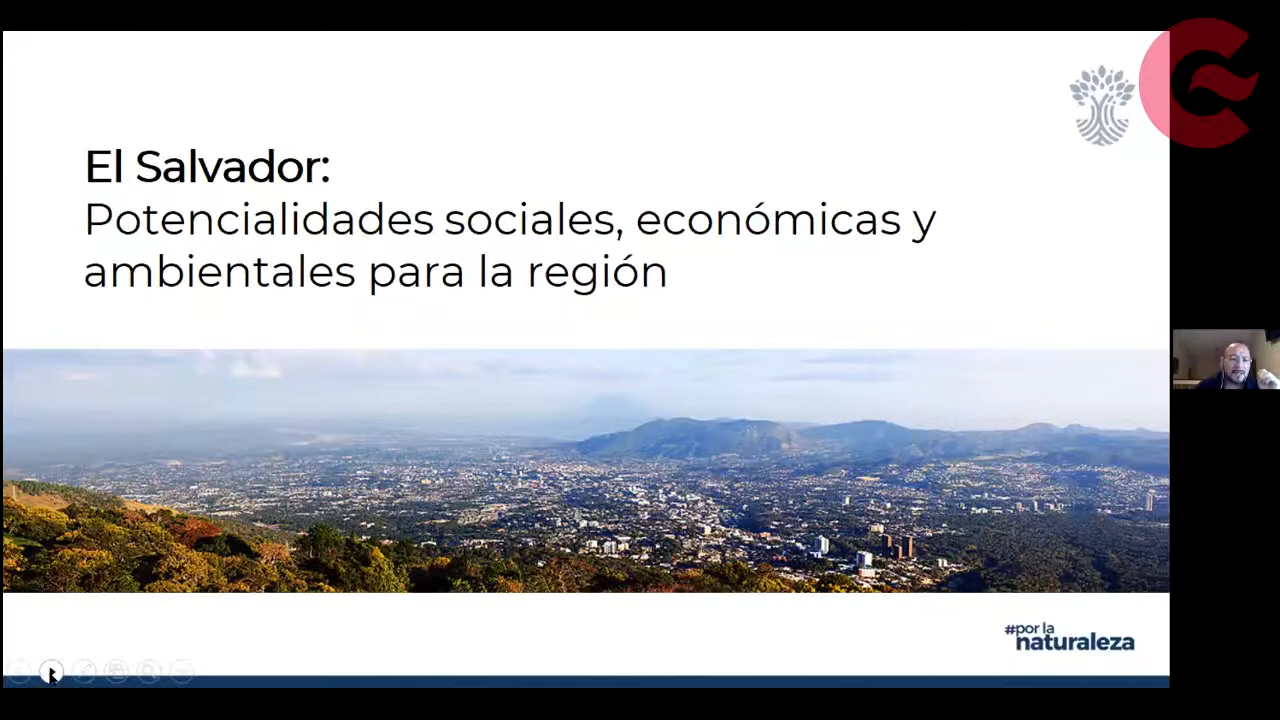 El Salvador:
Potencialidades sociales, económicas y
ambientales para la región
#por la
naturaleza